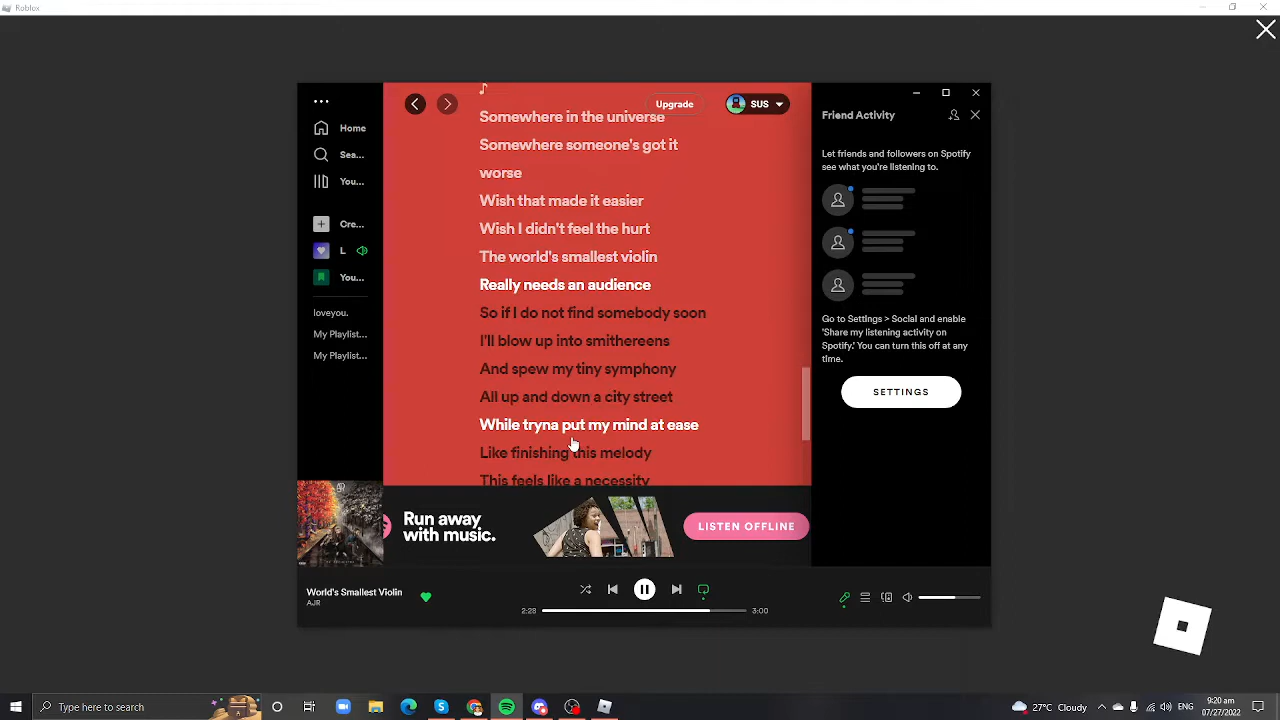 Roblox
Upgrade
SUS
Home
Sea...
You...
Cre...
L
You...
loveyou.
My Playlist...
My Playlist...
Somewhere in the universe
Somewhere someone's got it
worse
Wish that made it easier
Wish I didn't feel the hurt
The world's smallest violin
Really needs an audience
So if I do not find somebody soon
I'll blow up into smithereens
And spew my tiny symphony
All up and down a city street
While tryna put my mind at ease
Like finishing this melody
This feels like a necessity
Friend Activity
Let friends and followers on Spotify
see what you're listening to.
Go to Settings > Social and enable
'Share my listening activity on
Spotify.' You can turn this off at any
time.
SETTINGS
Run away
with music.
LISTEN OFFLINE
World's Smallest Violin
AJR
2:28
3:00
Type here to search
27°C Cloudy
9:20 am
07/27/2022